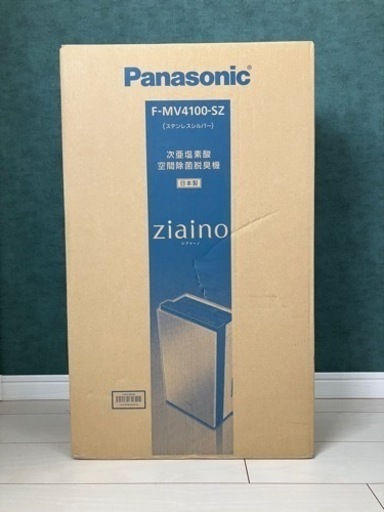 Panasonic
F-MV4100-SZ
(ステンレスシルバー)
次亜塩素酸
空間除菌脱臭機
日本製
ziaino
ジアイーノ